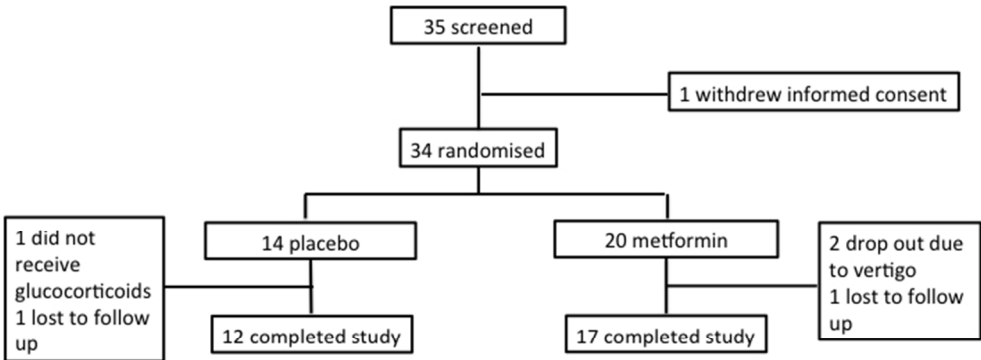 35 screened
1 withdrew informed consent
34 randomised
14 placebo
20 metformin
1 did not
receive
glucocorticoids
1 lost to follow
up
2 drop out due
to vertigo
1 lost to follow
up
12 completed study
17 completed study